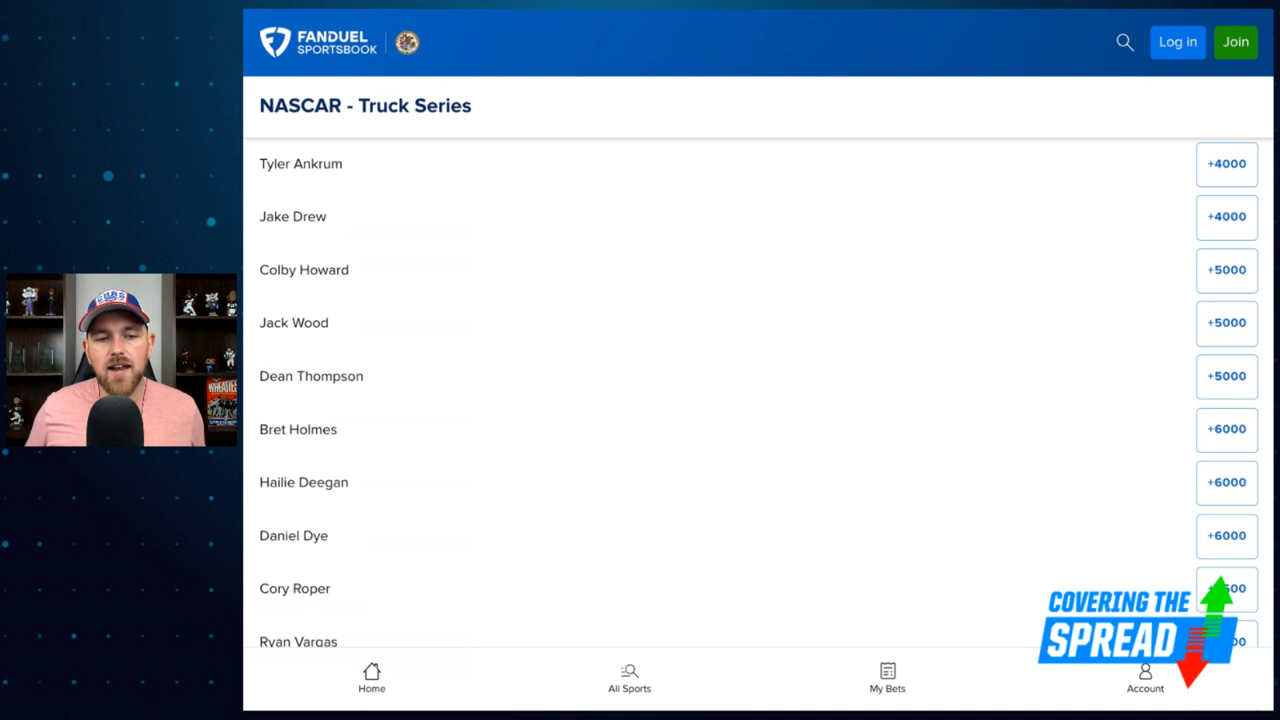 FANDUEL
SPORTSBOOK
Log in
Join
NASCAR - Truck Series
Tyler Ankrum
+4000
Jake Drew
+4000
Colby Howard
+5000
Jack Wood
+5000
Dean Thompson
+5000
Bret Holmes
+6000
Hailie Deegan
+6000
Daniel Dye
+6000
Cory Roper
Ryan Vargas
COVERING THE
SPREAD
Home
All Sports
My Bets
Account
CUBS
WHEATIES